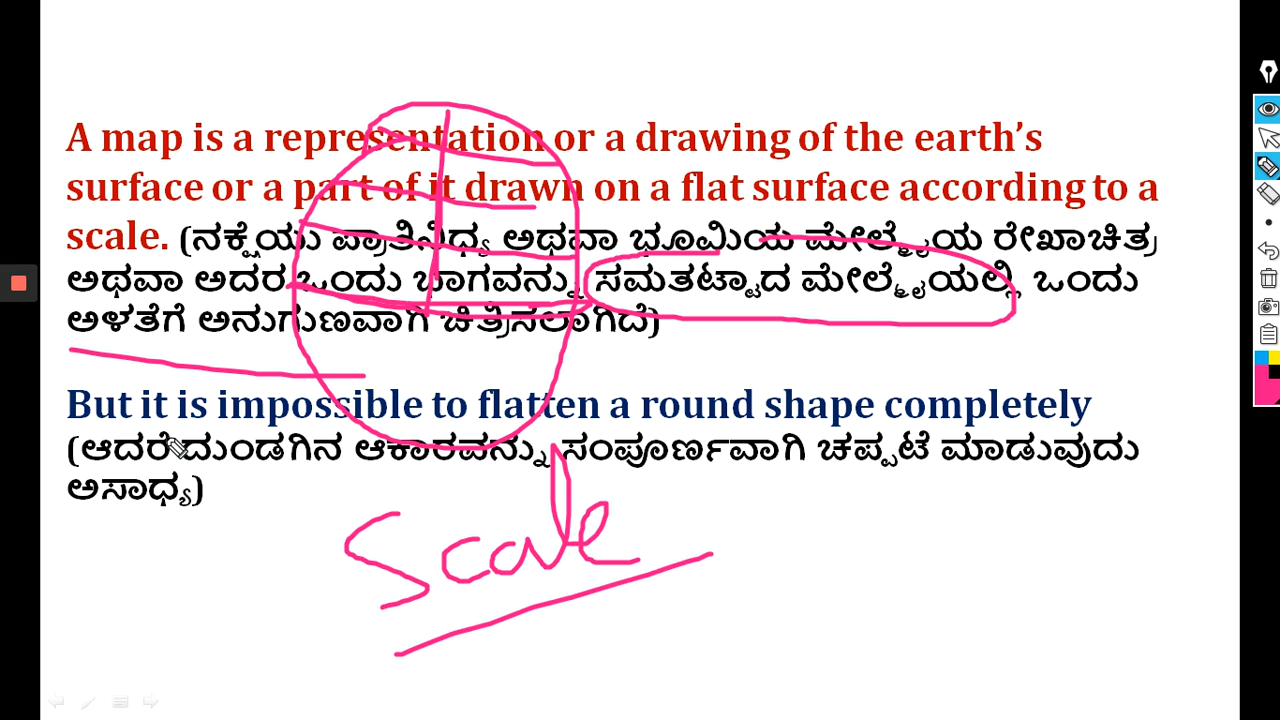 A map is a representation or a drawing of the earth’s
surface or a part of it drawn on a flat surface according to a
scale. (ನಕ್ಷೆಯು ಪ್ರಾತಿನಿಧ್ಯ ಅಥವಾ ಭೂಮಿಯ ಮೇಲ್ಮೈಯ ರೇಖಾಚಿತ್ರ
ಅಥವಾ ಅದರ ಒಂದು ಭಾಗವನ್ನು ಸಮತಟ್ಟಾದ ಮೇಲ್ಮೈಯಲ್ಲಿ ಒಂದು
ಅಳತೆಗೆ ಅನುಗುಣವಾಗಿ ಚಿತ್ರಿಸಲಾಗಿದೆ)
But it is impossible to flatten a round shape completely
(ಆದರೆ ದುಂಡಗಿನ ಆಕಾರವನ್ನು ಸಂಪೂರ್ಣವಾಗಿ ಚಪ್ಪಟೆ ಮಾಡುವುದು
ಅಸಾಧ್ಯ)
Scale